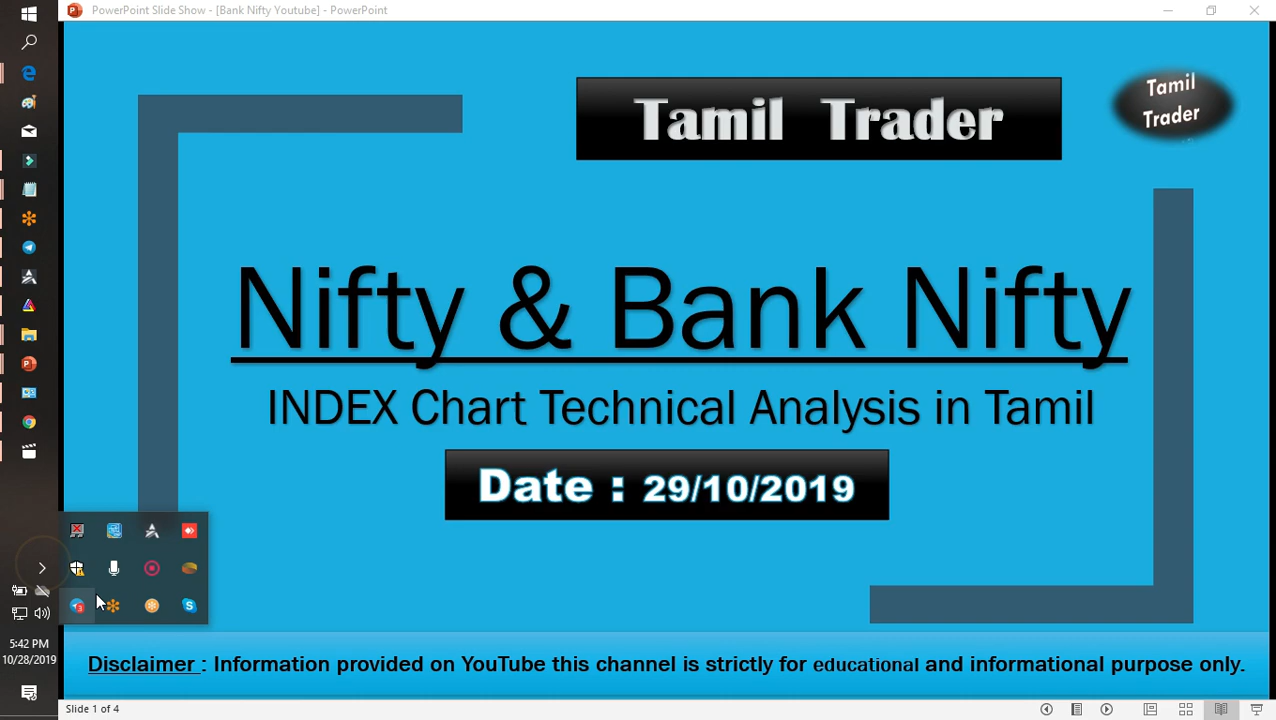 PowerPoint Slide Show - [Bank Nifty Youtube] - PowerPoint
Tamil Trader
Tamil
Trader
Nifty & Bank Nifty
INDEX Chart Technical Analysis in Tamil
Date : 29/10/2019
3
5:42 PM
10/28/2019
Disclaimer : Information provided on YouTube this channel is strictly for educational and informational purpose only.
Slide 1 of 4